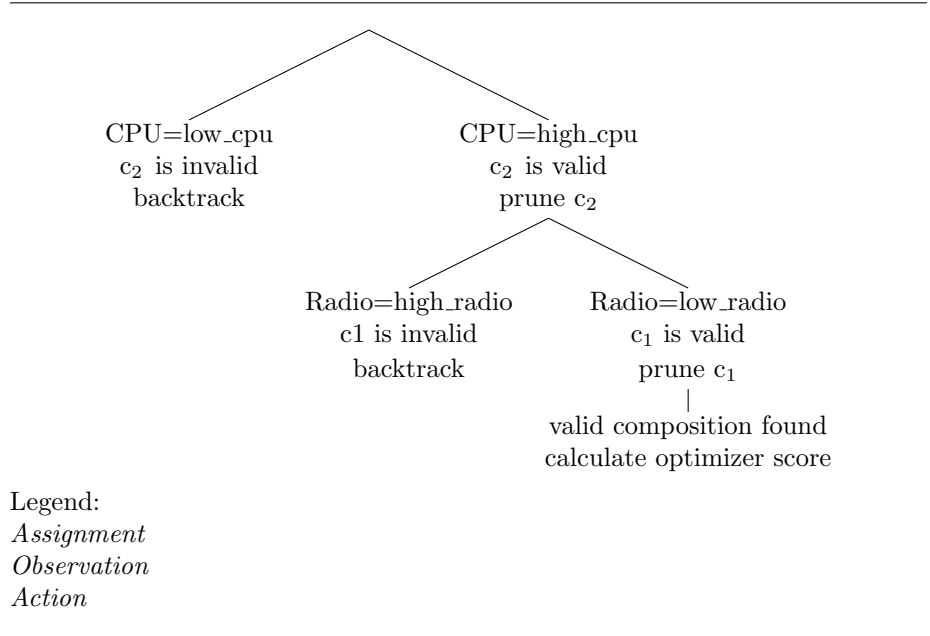 CPU=low_cpu
c₂ is invalid
backtrack
CPU=high_cpu
c₂ is valid
prune c₂
Radio=high_radio
c1 is invalid
backtrack
Radio=low_radio
c₁ is valid
prune c₁
valid composition found
calculate optimizer score
Legend:
Assignment
Observation
Action